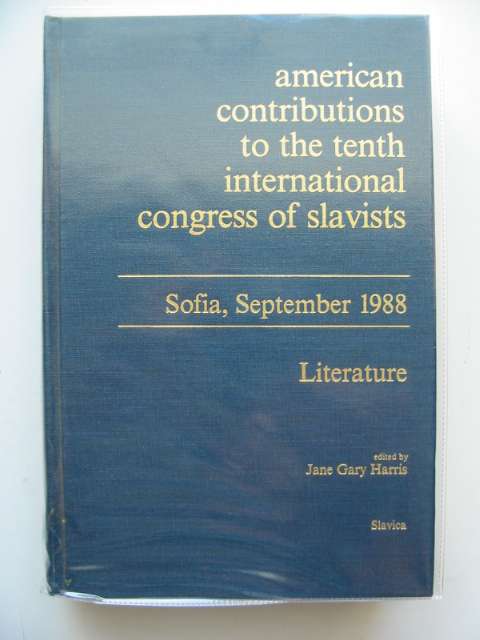 american
contributions
to the tenth
international
congress of slavists
Sofia, September 1988
Literature
edited by
Jane Gary Harris
Slavica